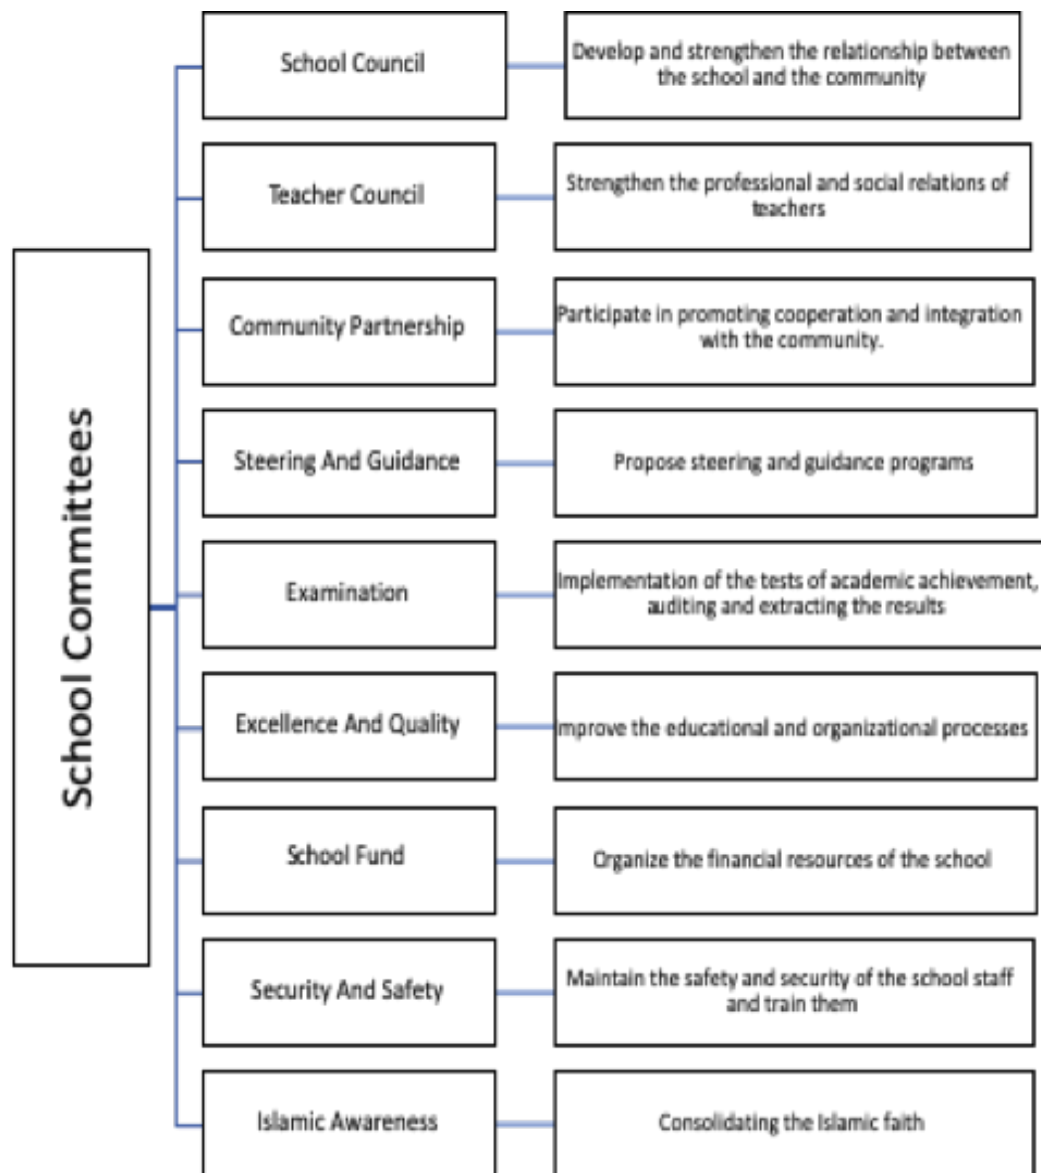 School Committees
School Council
Develop and strengthen the relationship between
the school and the community
Teacher Council
Strengthen the professional and social relations of
teachers
Community Partnership
Participate in promoting cooperation and integration
with the community.
Steering And Guidance
Propose steering and guidance programs
Examination
Implementation of the tests of academic achievement,
auditing and extracting the results
Excellence And Quality
mprove the educational and organizational processes
School Fund
Organize the financial resources of the school
Security And Safety
Maintain the safety and security of the school staff
and train them
Islamic Awareness
Consolidating the Islamic faith